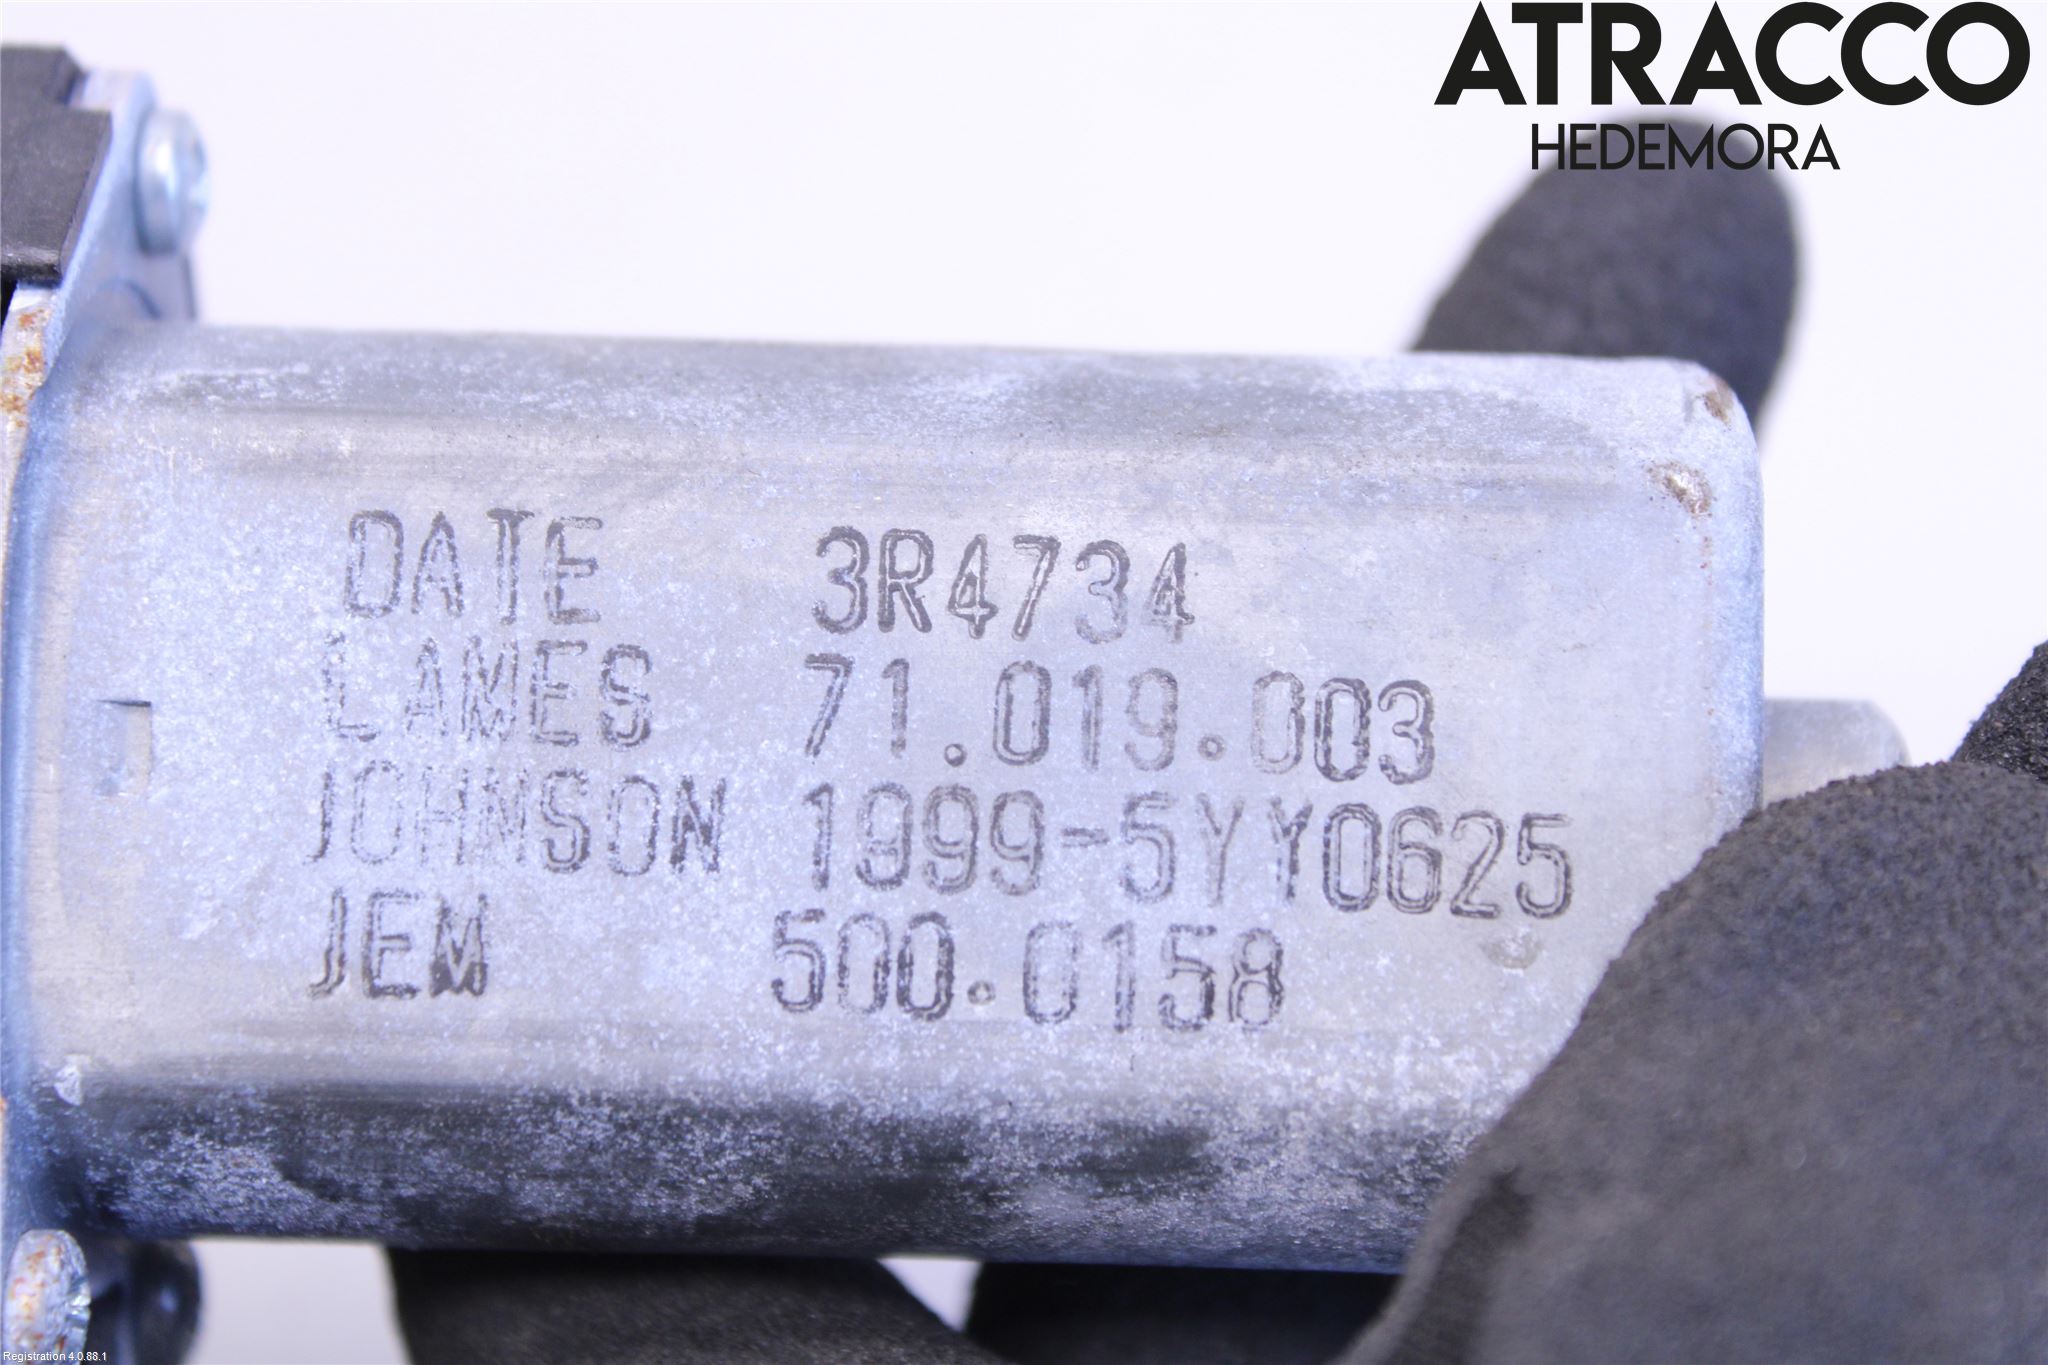 ATRACCO
HEDEMORA
DATE 3R4734
LAMES 71.019.003
JOHNSON 1999-5YY0625
JEM 500.0158
Registration 4.0.88.1